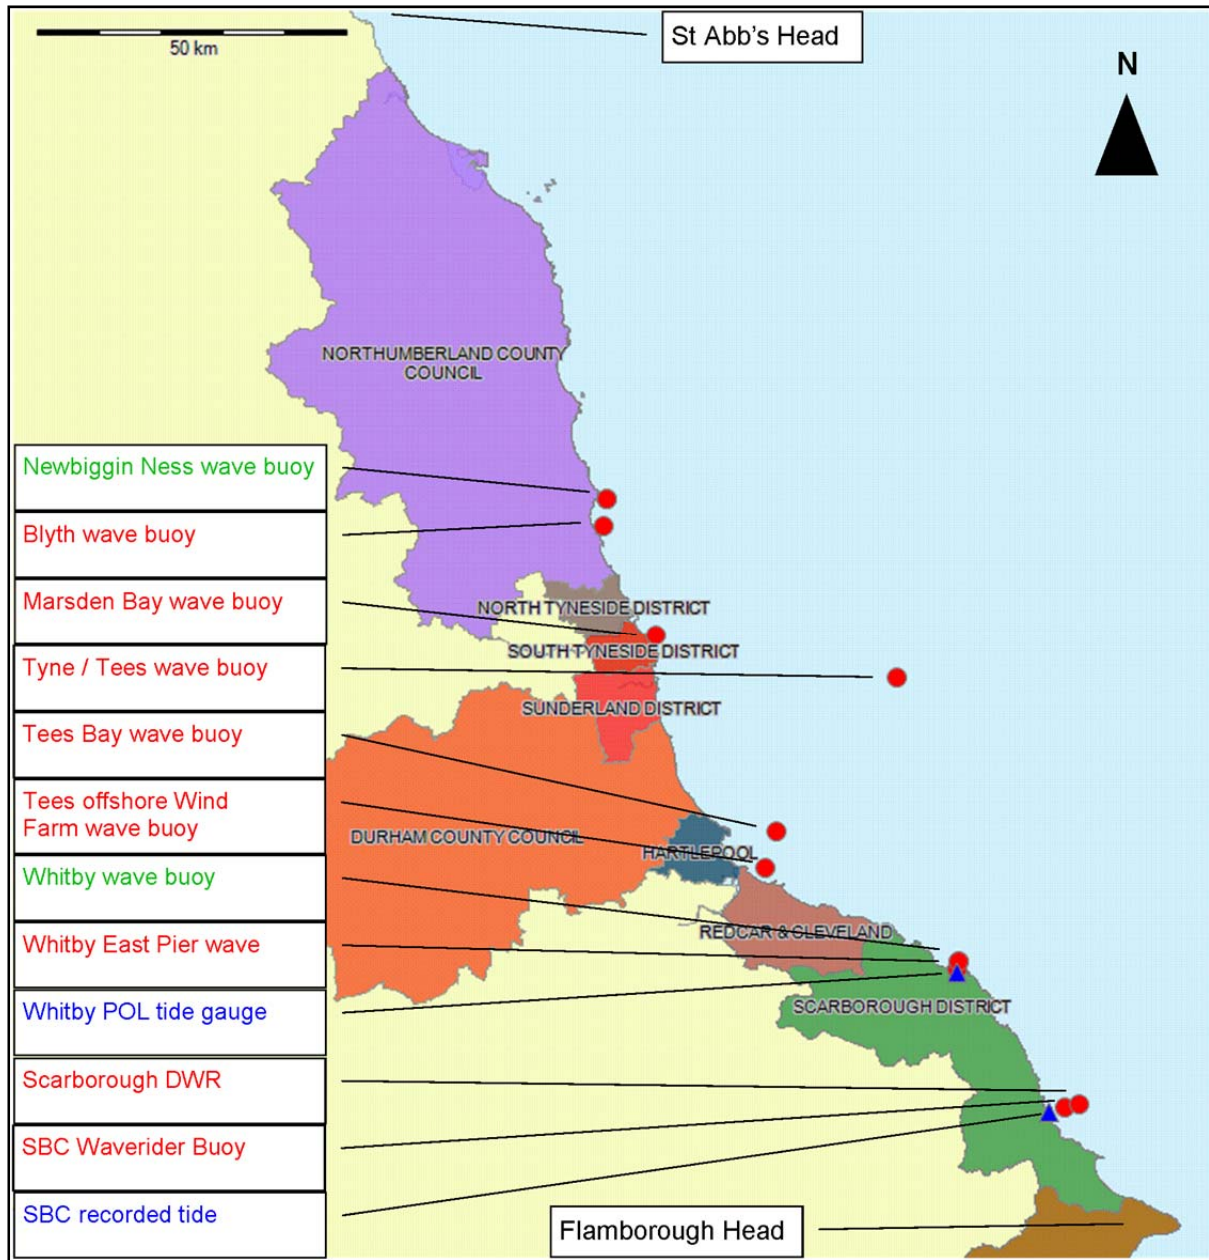 St Abb's Head
50 km
N
NORTHUMBERLAND COUNTY
COUNCIL
Newbiggin Ness wave buoy
Blyth wave buoy
Marsden Bay wave buoy
NORTH TYNESIDE DISTRICT
SOUTH TYNESIDE DISTRICT
Tyne / Tees wave buoy
SUNDERLAND DISTRICT
Tees Bay wave buoy
Tees offshore Wind
Farm wave buoy
DURHAM COUNTY COUNCIL
HARTLEPOOL
Whitby wave buoy
REDCAR & CLEVELAND
Whitby East Pier wave
Whitby POL tide gauge
SCARBOROUGH DISTRICT
Scarborough DWR
SBC Waverider Buoy
SBC recorded tide
Flamborough Head